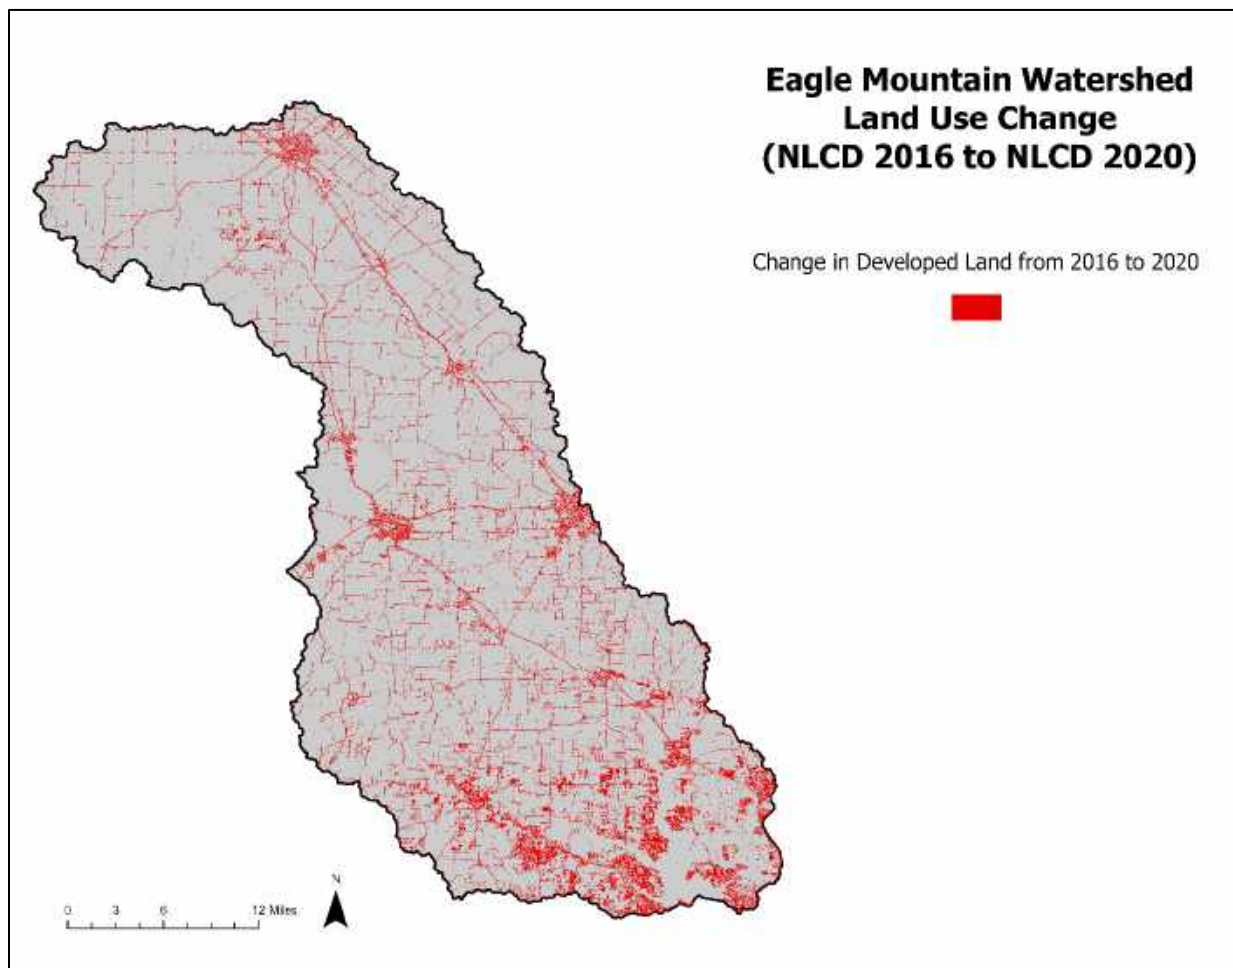 Eagle Mountain Watershed
Land Use Change
(NLCD 2016 to NLCD 2020)
Change in Developed Land from 2016 to 2020
N
0 3 6 12 Miles